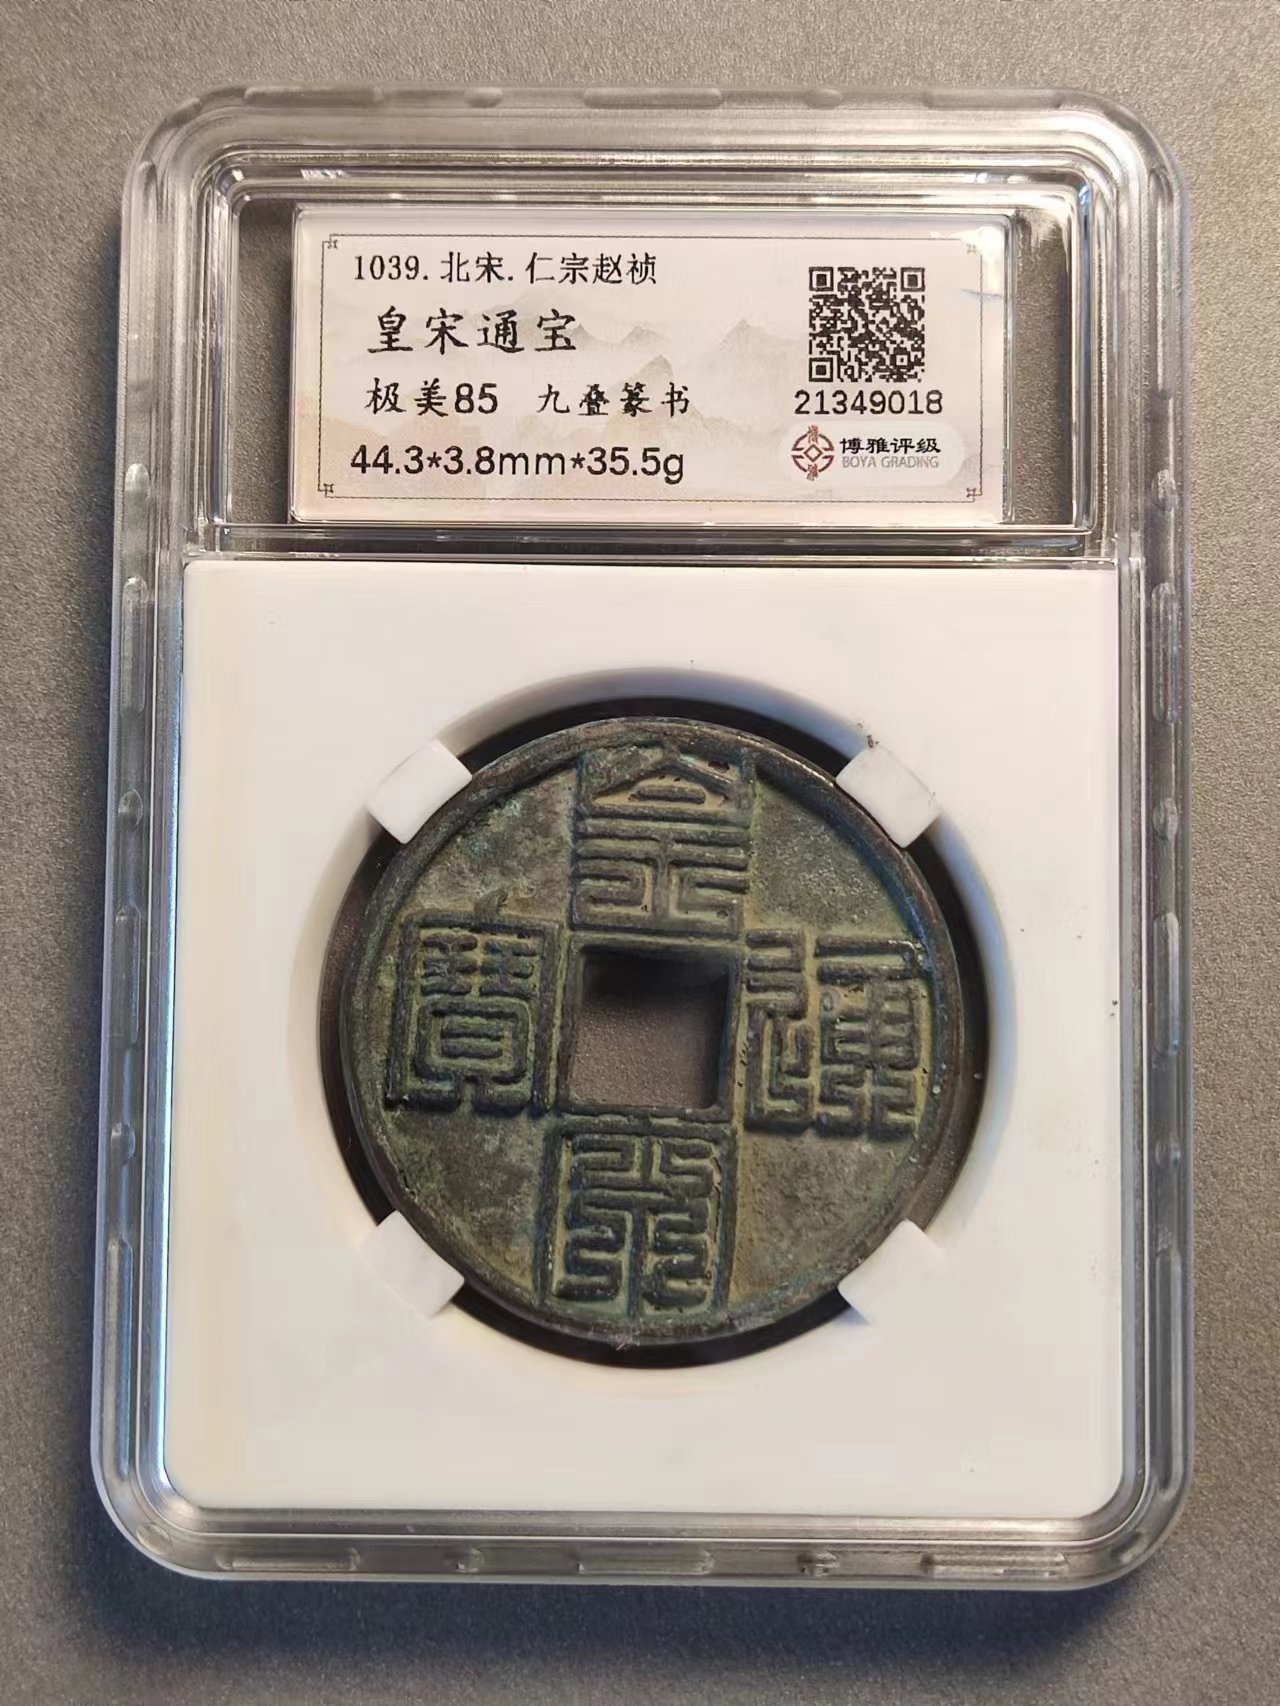 1039.北宋.仁宗赵祯
皇宋通宝
极美85 九叠篆书
44.3*3.8mm*35.5g
21349018
博雅评级
BOYA GRADING
皇
寶 通
宋